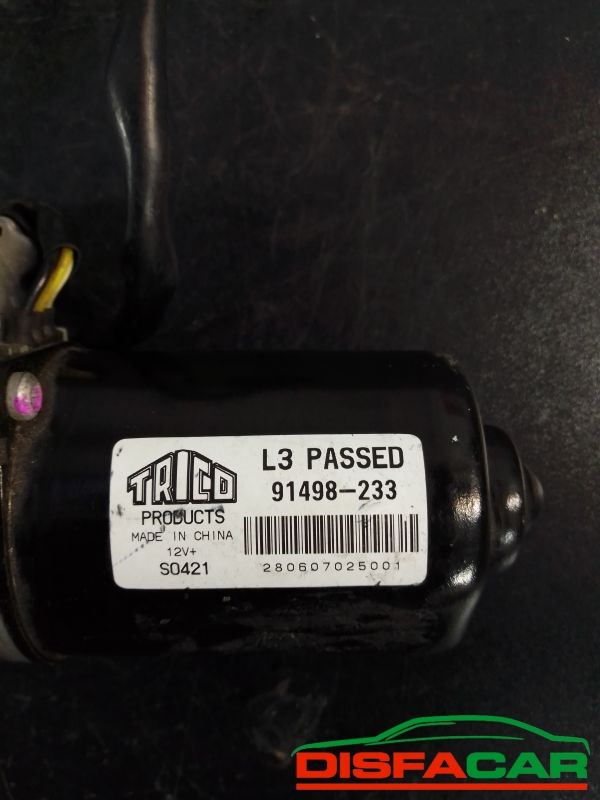 TRICO
PRODUCTS
MADE IN CHINA
12V+
S0421
L3 PASSED
91498-233
280607025001
DISFACAR